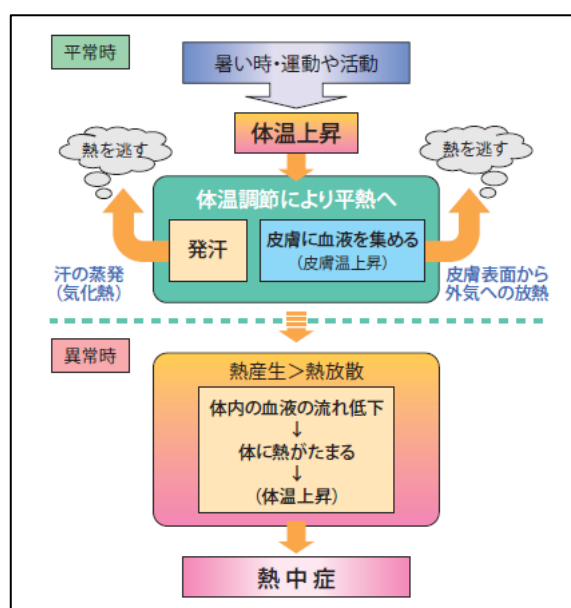 平常時
暑い時・運動や活動
体温上昇
熱を逃す
熱を逃す
体温調節により平熱へ
発汗
皮膚に血液を集める
(皮膚温上昇)
汗の蒸発
(気化熱)
皮膚表面から
外気への放熱
異常時
熱産生＞熱放散
体内の血液の流れ低下
↓
体に熱がたまる
↓
(体温上昇)
熱中症